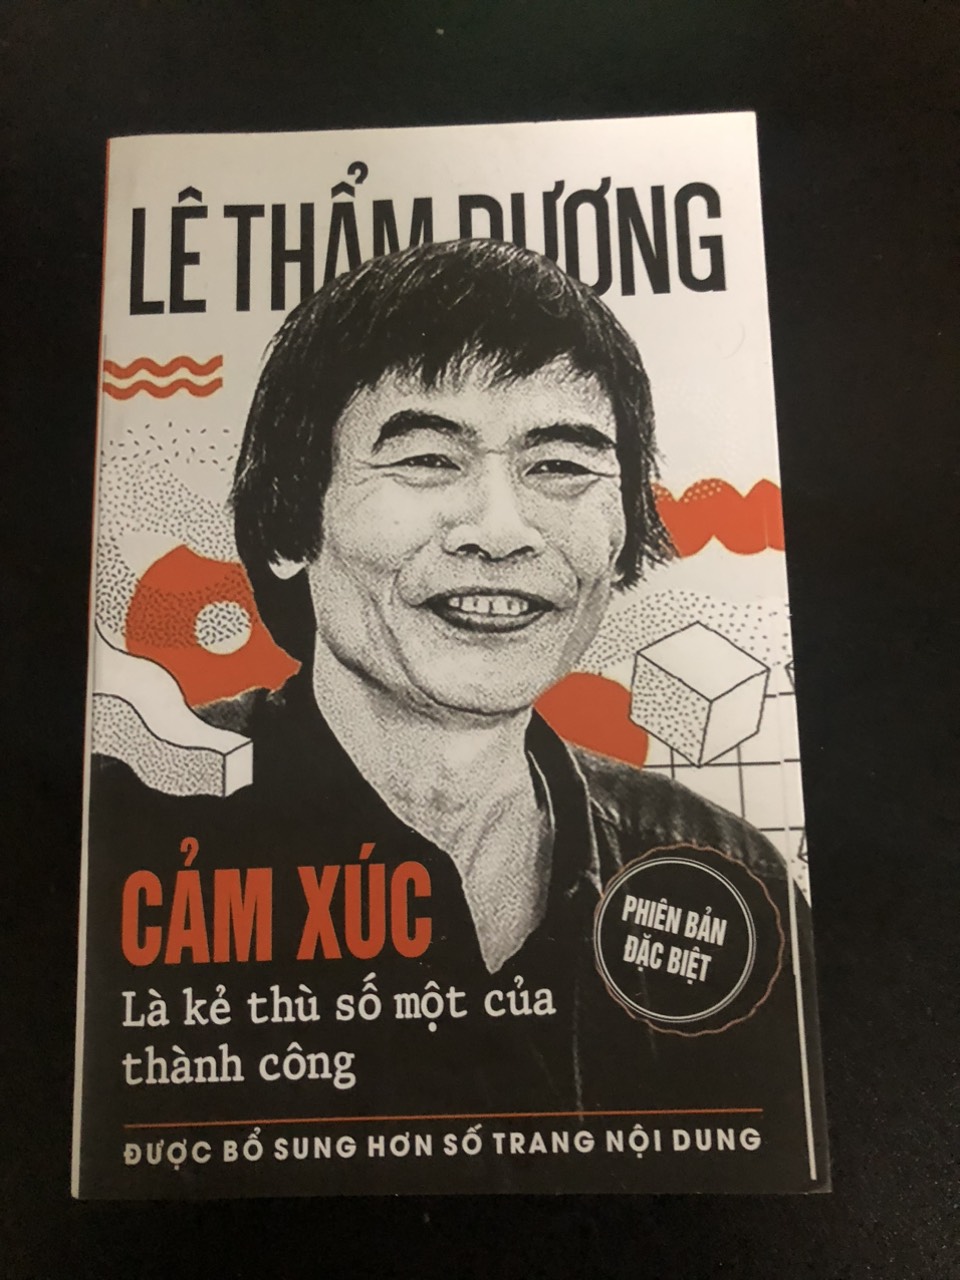 LÊ THẨM DƯƠNG
CẢM XÚC
Là kẻ thù số một của
thành công
PHIÊN BẢN
ĐẶC BIỆT
ĐƯỢC BỔ SUNG HƠN SỐ TRANG NỘI DUNG